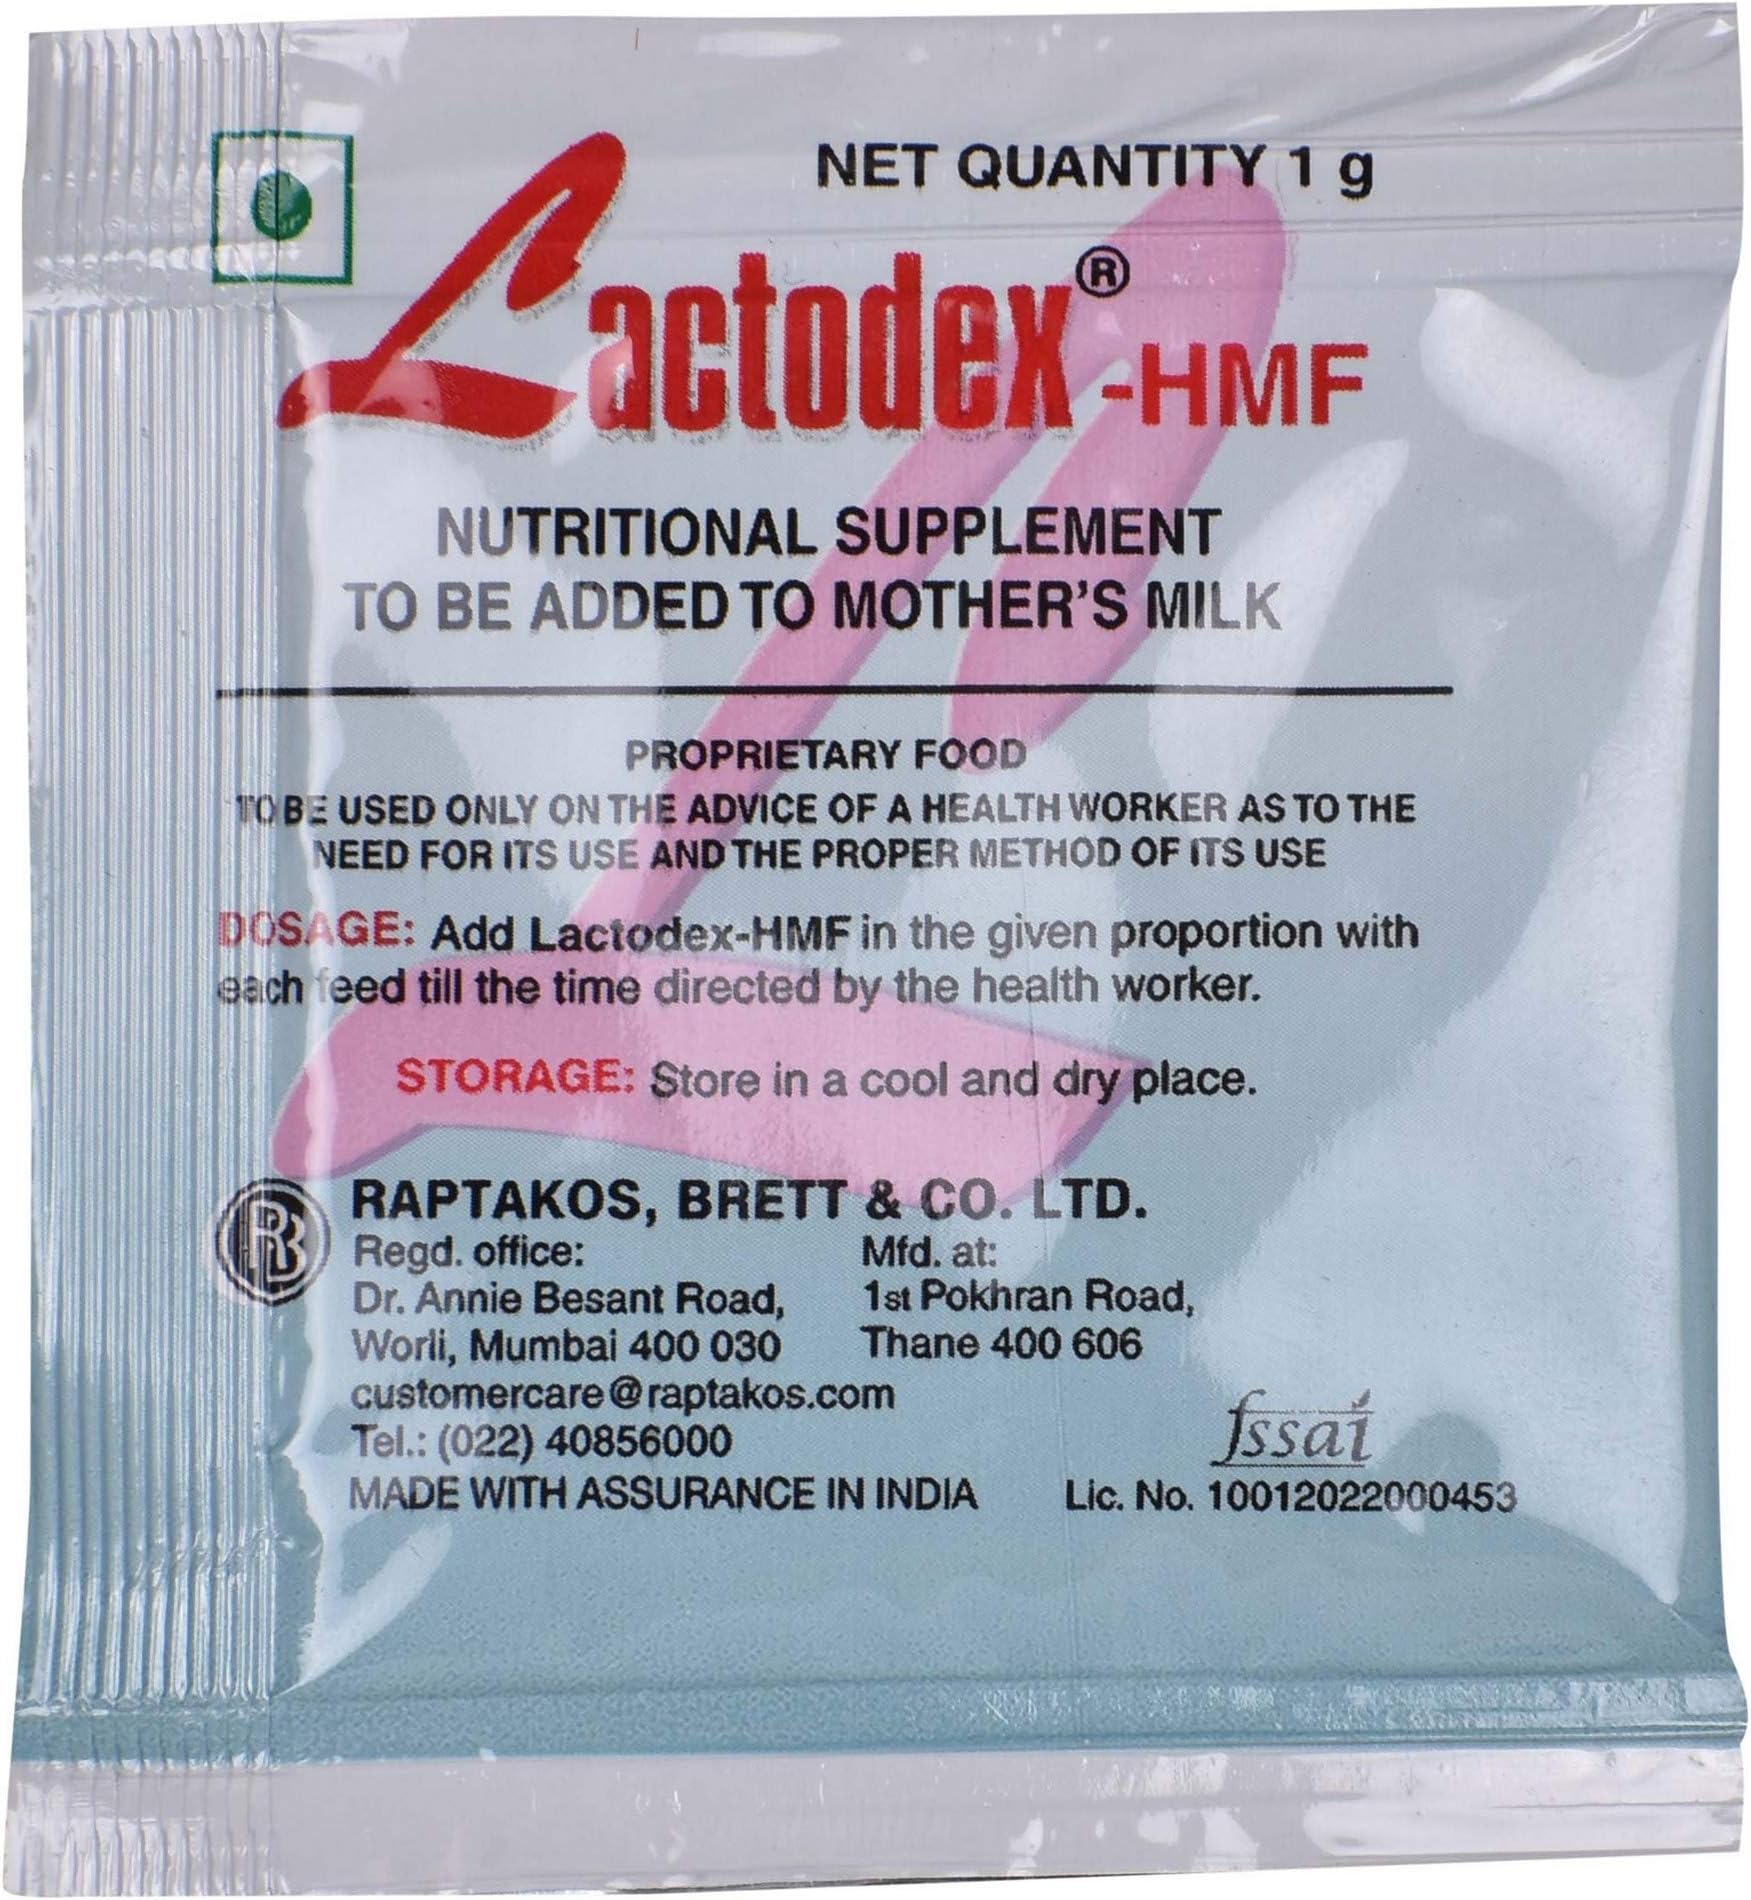 NET QUANTITY 1 g
Lactodex®-HMF
NUTRITIONAL SUPPLEMENT
TO BE ADDED TO MOTHER'S MILK
PROPRIETARY FOOD
TO BE USED ONLY ON THE ADVICE OF A HEALTH WORKER AS TO THE
NEED FOR ITS USE AND THE PROPER METHOD OF ITS USE
DOSAGE: Add Lactodex-HMF in the given proportion with
each feed till the time directed by the health worker.
STORAGE: Store in a cool and dry place.
RB
RAPTAKOS, BRETT & CO. LTD.
Regd. office:
Dr. Annie Besant Road,
Worli, Mumbai 400 030
Mfd. at:
1st Pokhran Road,
Thane 400 606
customercare@raptakos.com
Tel.: (022) 40856000
MADE WITH ASSURANCE IN INDIA
fssai
Lic. No. 10012022000453